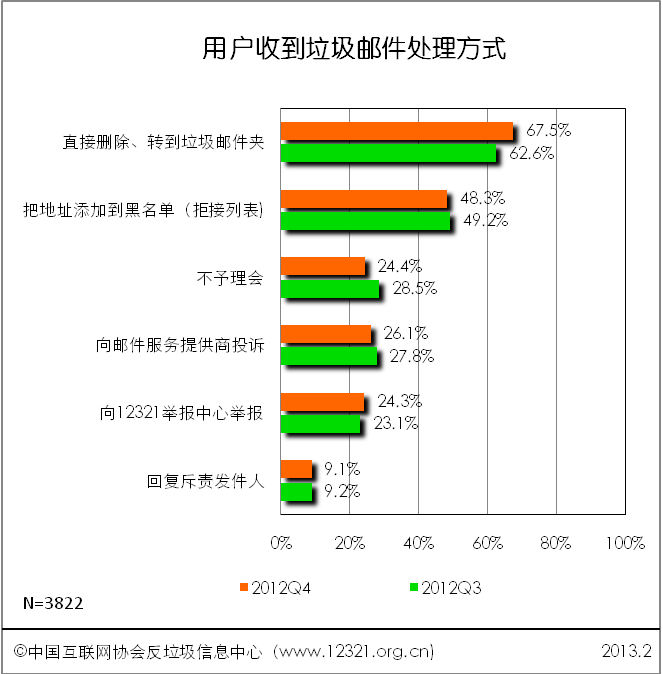 用户收到垃圾邮件处理方式
直接删除、转到垃圾邮件夹
67.5%
62.6%
把地址添加到黑名单（拒接列表)
48.3%
49.2%
不予理会
24.4%
28.5%
向邮件服务提供商投诉
26.1%
27.8%
向12321举报中心举报
24.3%
23.1%
回复斥责发件人
9.1%
9.2%
0% 20% 40% 60% 80% 100%
2012Q4 2012Q3
N=3822
©中国互联网协会反垃圾信息中心（www.12321.org.cn) 2013.2